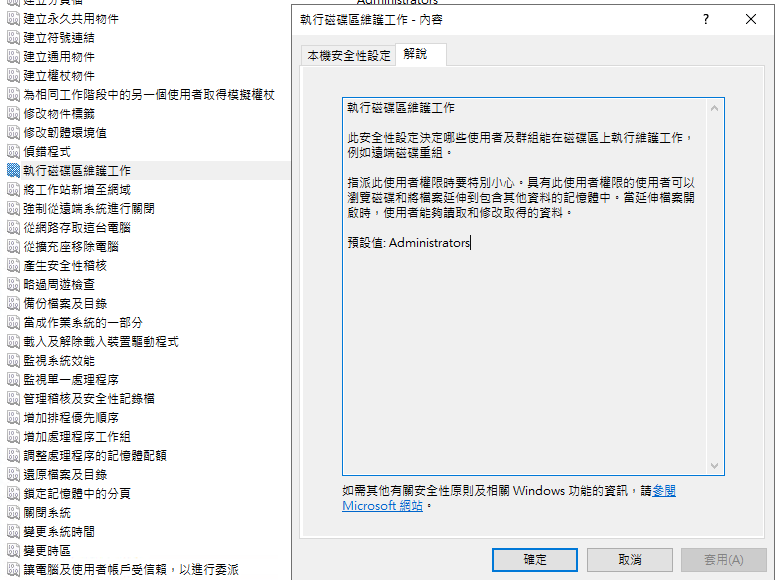 Administrators
建立永久共用物件
建立符號連結
建立通用物件
建立權杖物件
為相同工作階段中的另一個使用者取得模擬權杖
修改物件標籤
修改韌體環境值
偵錯程式
執行磁碟區維護工作
將工作站新增至網域
強制從遠端系統進行關閉
從網路存取這台電腦
從擴充座移除電腦
產生安全性稽核
略過周遊檢查
備份檔案及目錄
當成作業系統的一部分
載入及解除載入裝置驅動程式
監視系統效能
監視單一處理程序
管理稽核及安全性記錄檔
增加排程優先順序
增加處理程序工作組
調整處理程序的記憶體配額
還原檔案及目錄
鎖定記憶體中的分頁
關閉系統
變更系統時間
變更時區
讓電腦及使用者帳戶受信賴，以進行委派
執行磁碟區維護工作 - 內容
?
本機安全性設定
解說
執行磁碟區維護工作
此安全性設定決定哪些使用者及群組能在磁碟區上執行維護工作，
例如遠端磁碟重組。
指派此使用者權限時要特別小心。具有此使用者權限的使用者可以
瀏覽磁碟和將檔案延伸到包含其他資料的記憶體中。當延伸檔案開
啟時，使用者能夠讀取和修改取得的資料。
預設值: Administrators
如需其他有關安全性原則及相關 Windows 功能的資訊，請參閱
Microsoft 網站。
確定
取消
套用(A)